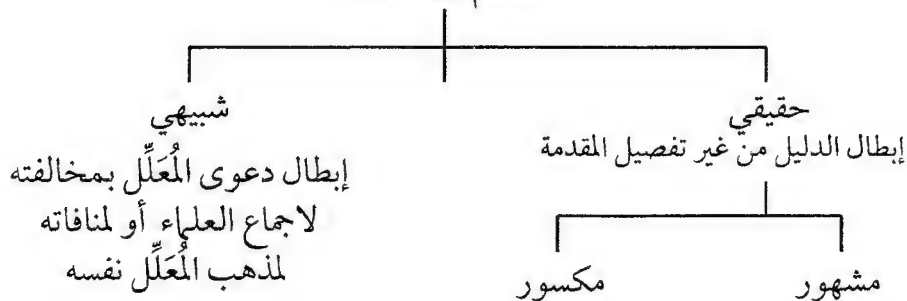 حقيقي
إبطال الدليل من غير تفصيل المقدمة
مشهور
مكسور
شبيهي
إبطال دعوى المُعَلِّل بمخالفته
لاجماع العلماء أو لمنافاته
لمذهب المُعَلِّل نفسه